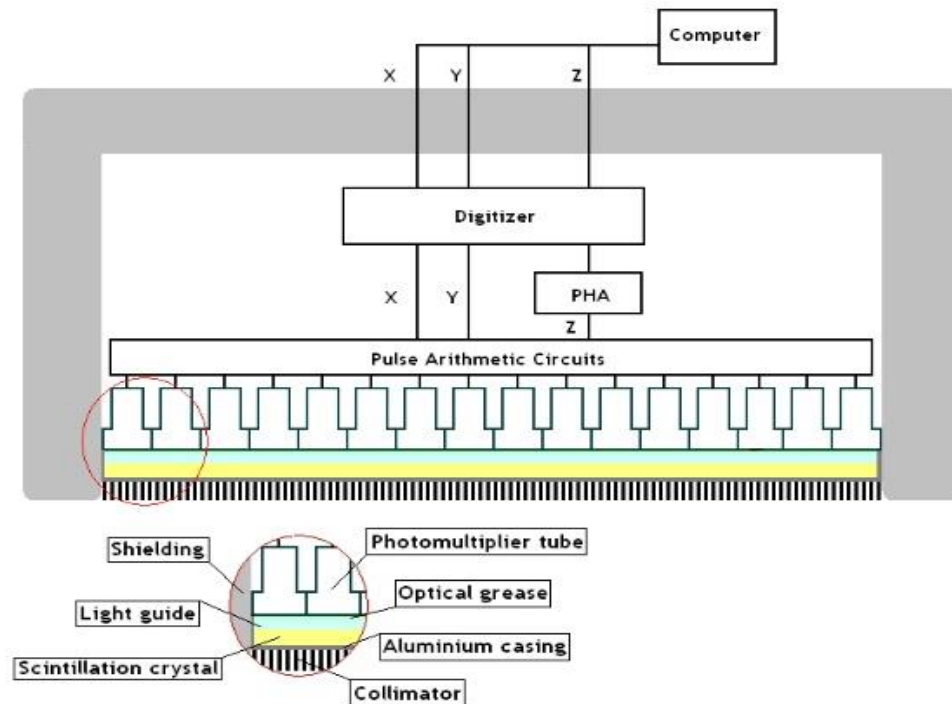 Computer
X
Y
Z
Digitizer
X
Y
PHA
Z
Pulse Arithmetic Circuits
Shielding
Photomultiplier tube
Light guide
Optical grease
Scintillation crystal
Aluminium casing
Collimator